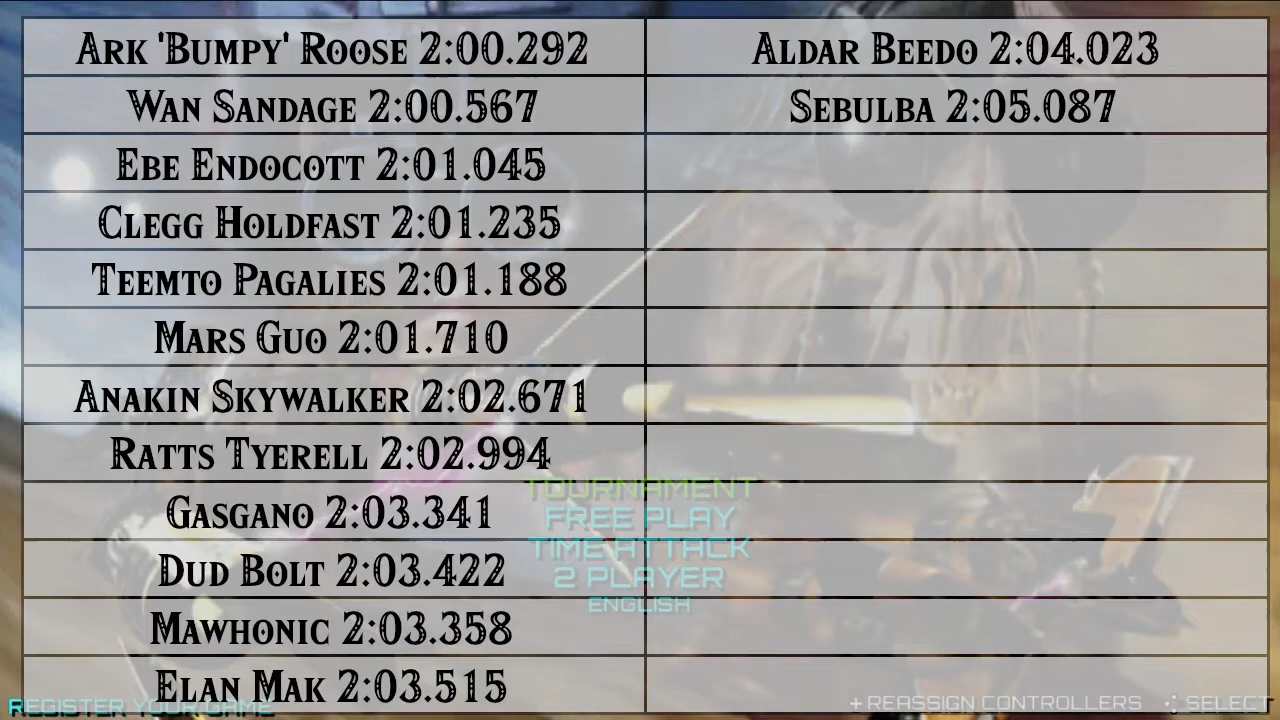 Ark 'Bumpy' Roose 2:00.292
Wan Sandage 2:00.567
Ebe Endocott 2:01.045
Clegg Holdfast 2:01.235
Teemto Pagalies 2:01.188
Mars Guo 2:01.710
Anakin Skywalker 2:02.671
Ratts Tyerell 2:02.994
Gasgano 2:03.341
Dud Bolt 2:03.422
Mawhonic 2:03.358
Elan Mak 2:03.515
Aldar Beedo 2:04.023
Sebulba 2:05.087
TOURNAMENT
FREE PLAY
TIME ATTACK
2 PLAYER
ENGLISH
REGISTER YOUR GAME
+ REASSIGN CONTROLLERS
SELECT